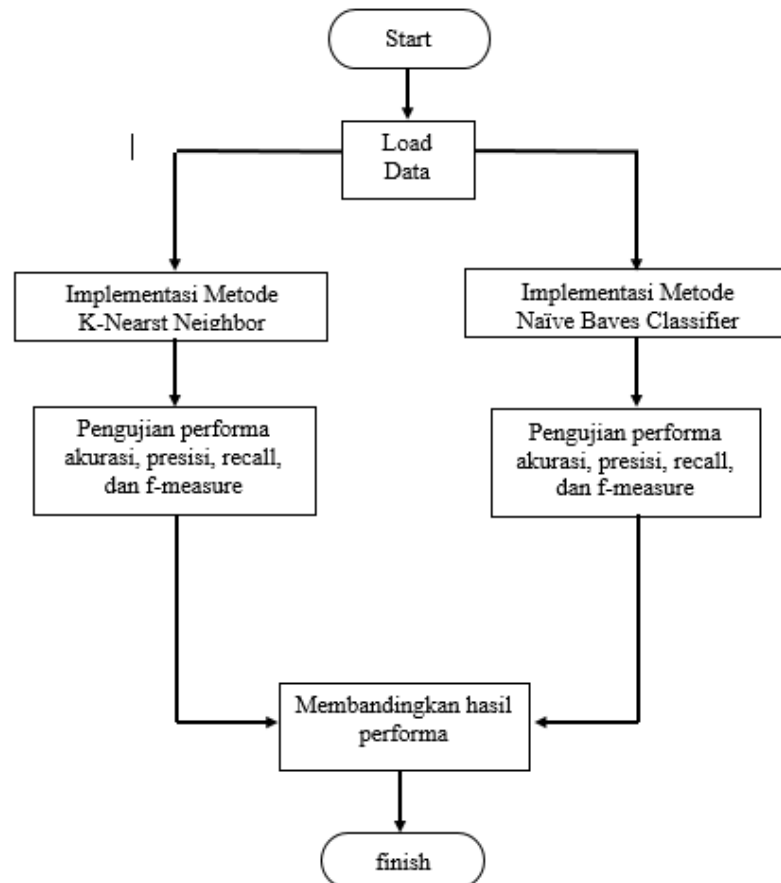 Start
Load
Data
Implementasi Metode
K-Nearst Neighbor
Implementasi Metode
Naïve Bayes Classifier
Pengujian performa
akurasi, presisi, recall,
dan f-measure
Pengujian performa
akurasi, presisi, recall,
dan f-measure
Membandingkan hasil
performa
finish